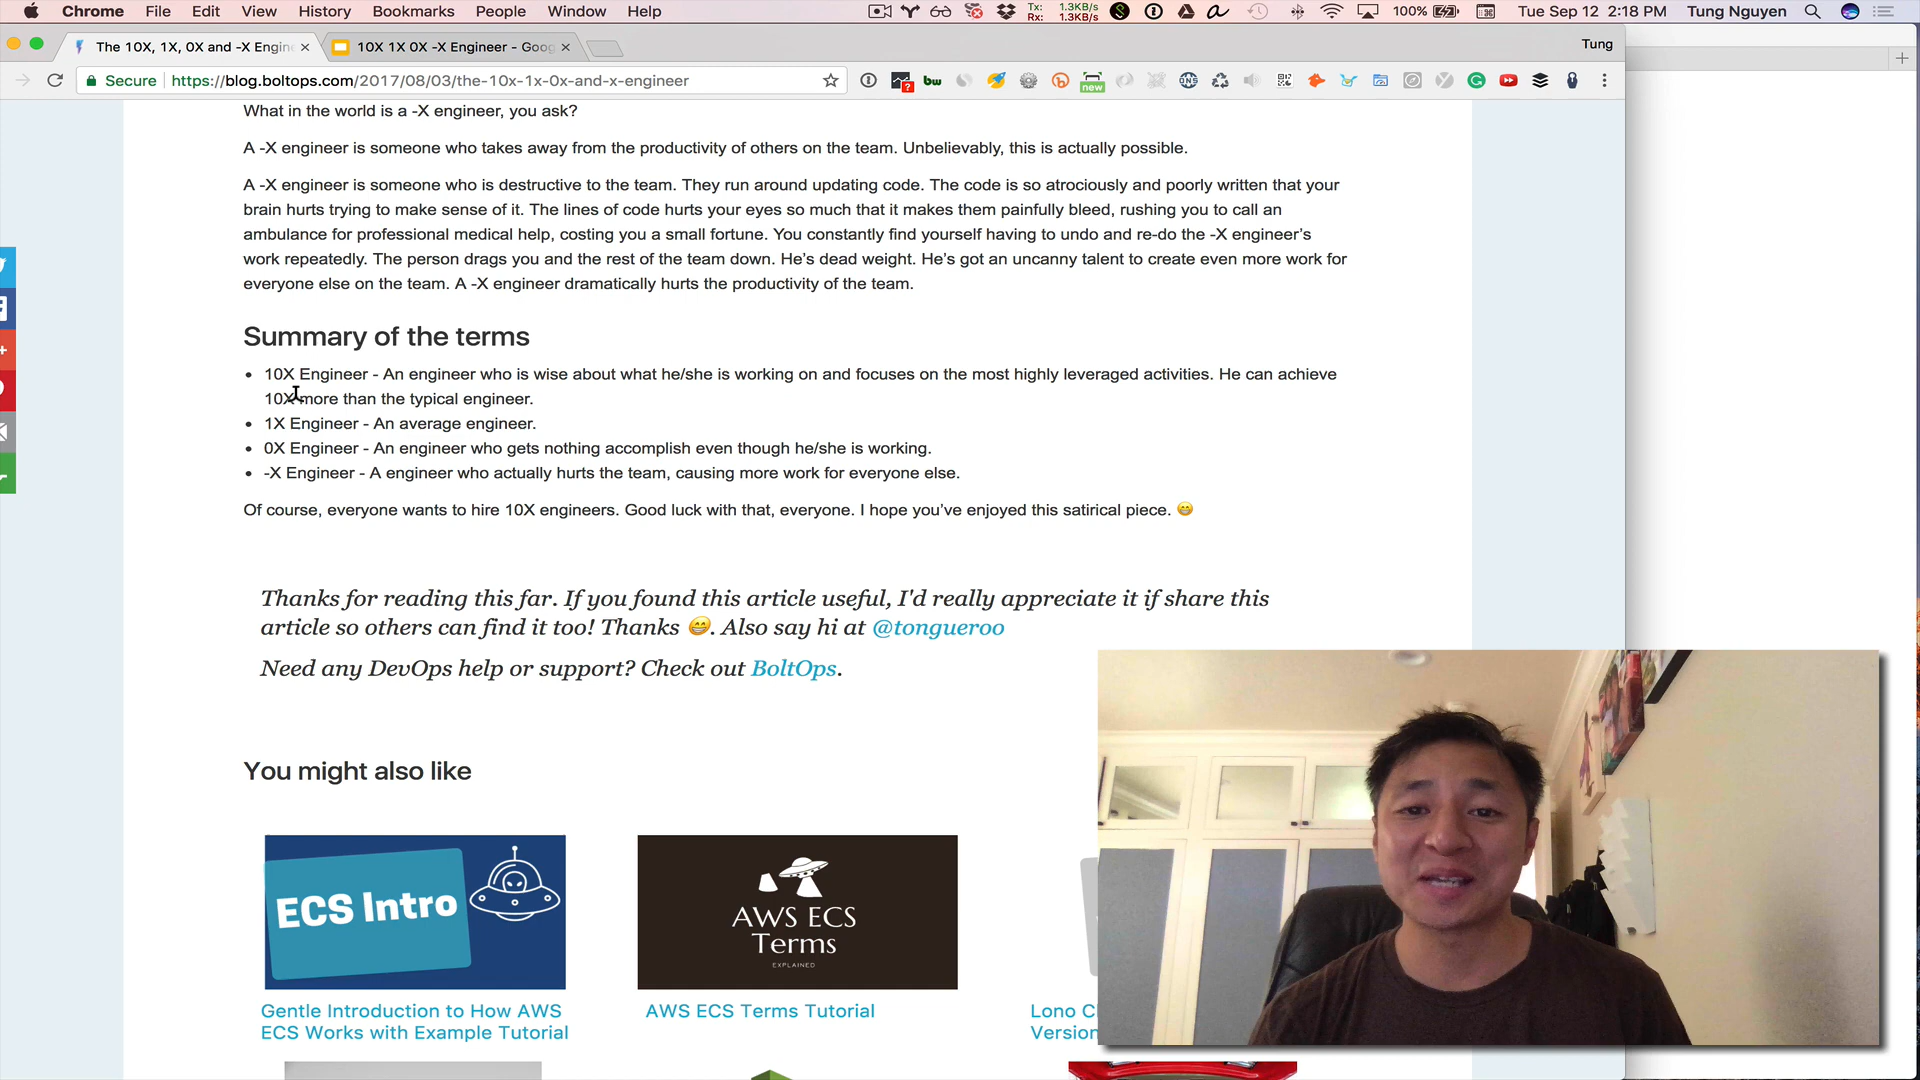 Chrome File Edit View History Bookmarks People Window Help
Tx: 1.3KB/s
Rx: 1.3KB/s
100% Tue Sep 12 2:18 PM Tung Nguyen
The 10X, 1X, 0X and -X Engin
10X 1X 0X -X Engineer - Goog
Tung
Secure https://blog.boltops.com/2017/08/03/the-10x-1x-0x-and-x-engineer
bw
DNS
new
What in the world is a -X engineer, you ask?
A -X engineer is someone who takes away from the productivity of others on the team. Unbelievably, this is actually possible.
A -X engineer is someone who is destructive to the team. They run around updating code. The code is so atrociously and poorly written that your
brain hurts trying to make sense of it. The lines of code hurts your eyes so much that it makes them painfully bleed, rushing you to call an
ambulance for professional medical help, costing you a small fortune. You constantly find yourself having to undo and re-do the -X engineer’s
work repeatedly. The person drags you and the rest of the team down. He’s dead weight. He’s got an uncanny talent to create even more work for
everyone else on the team. A -X engineer dramatically hurts the productivity of the team.
Summary of the terms
• 10X Engineer - An engineer who is wise about what he/she is working on and focuses on the most highly leveraged activities. He can achieve
10X more than the typical engineer.
• 1X Engineer - An average engineer.
• 0X Engineer - An engineer who gets nothing accomplish even though he/she is working.
• -X Engineer - A engineer who actually hurts the team, causing more work for everyone else.
Of course, everyone wants to hire 10X engineers. Good luck with that, everyone. I hope you’ve enjoyed this satirical piece. 😁
Thanks for reading this far. If you found this article useful, I'd really appreciate it if share this
article so others can find it too! Thanks 😁. Also say hi at @tongueroo
Need any DevOps help or support? Check out BoltOps.
You might also like
ECS Intro
AWS ECS
Terms
EXPLAINED
Gentle Introduction to How AWS
ECS Works with Example Tutorial
AWS ECS Terms Tutorial
Lono C
Version